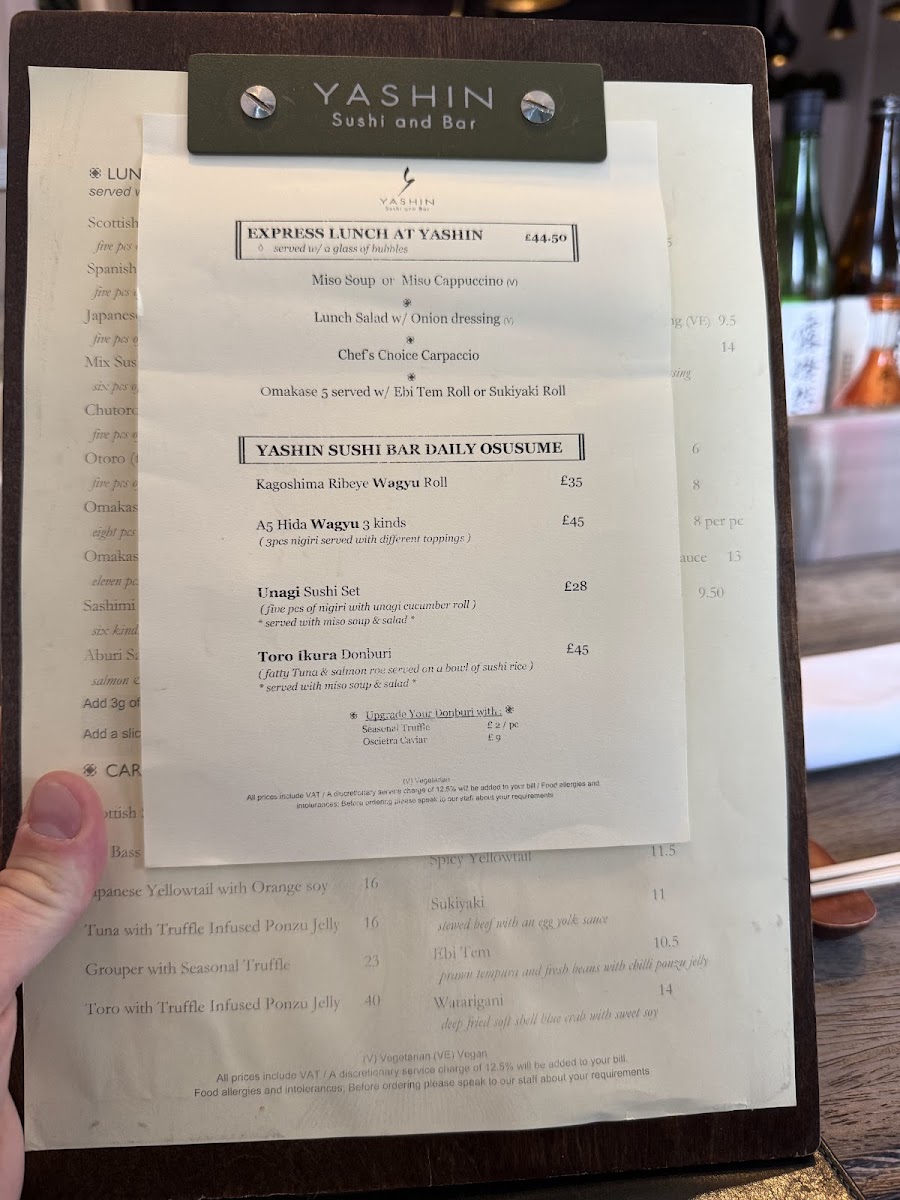 YASHIN
Sushi and Bar
YASHIN
Sushi and Bar
EXPRESS LUNCH AT YASHIN £44.50
served w/ a glass of bubbles
Miso Soup or Miso Cappuccino (V)
Lunch Salad w/ Onion dressing (V)
Chef's Choice Carpaccio
Omakase 5 served w/ Ebi Tem Roll or Sukiyaki Roll
YASHIN SUSHI BAR DAILY OSUSUME
Kagoshima Ribeye Wagyu Roll £35
A5 Hida Wagyu 3 kinds £45
( 3pcs nigiri served with different toppings )
Unagi Sushi Set £28
( five pcs of nigiri with unagi cucumber roll )
* served with miso soup & salad *
Toro ikura Donburi £45
( fatty Tuna & salmon roe served on a bowl of sushi rice )
* served with miso soup & salad *
Upgrade Your Donburi with :
Seasonal Truffle £ 2 / pc
Oscietra Caviar £ 9
(V) Vegetarian
All prices include VAT / A discretionary service charge of 12.5% will be added to your bill / Food allergies and
intolerances; Before ordering please speak to our staff about your requirements
LUN
served
Scottish
five pcs
Spanish
five pcs
Japanese
five pcs
Mix Sus
six pcs
Chutoro
five pcs
Otoro
five pcs
Omakas
eight pcs
Omakas
eleven pc
Sashimi
six kind
Aburi Sa
salmon
Add 3g of
Add a slic
CAR
ottish
Bass
apanese Yellowtail with Orange soy 16
Tuna with Truffle Infused Ponzu Jelly 16
Grouper with Seasonal Truffle 23
Toro with Truffle Infused Ponzu Jelly 40
5
ng (VE) 9.5
14
sing
6
8
8 per pc
auce 13
9.50
Spicy Yellowtail 11.5
Sukiyaki 11
stewed beef with an egg yolk sauce
Ebi Tem 10.5
prawn tempura and fresh beans with chilli ponzu jelly
Watarigani 14
deep fried soft shell blue crab with sweet soy
(V) Vegetarian (VE) Vegan
All prices include VAT / A discretionary service charge of 12.5% will be added to your bill.
Food allergies and intolerances; Before ordering please speak to our staff about your requirements